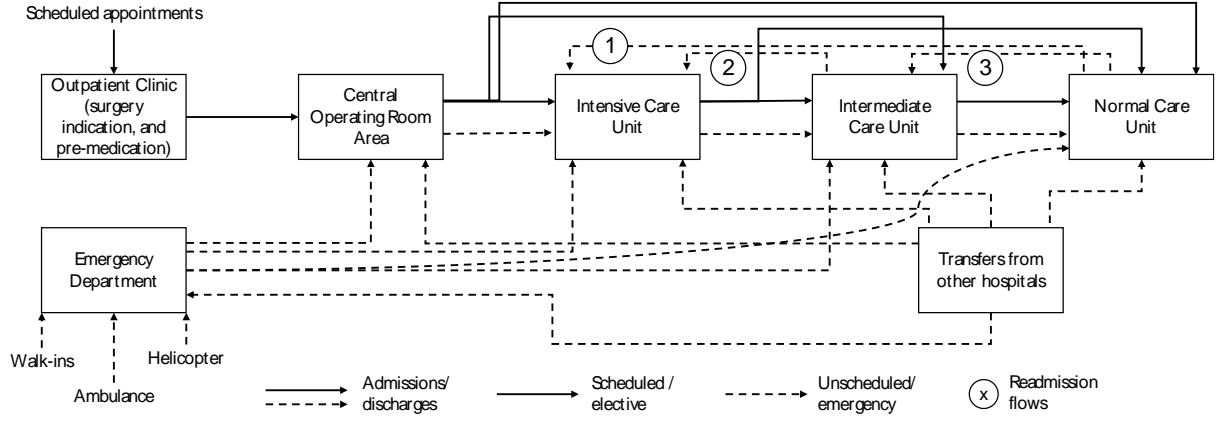 Scheduled appointments
Outpatient Clinic
(surgery
indication, and
pre-medication)
Central
Operating Room
Area
Intensive Care
Unit
Intermediate
Care Unit
Normal Care
Unit
1
2
3
Emergency
Department
Transfers from
other hospitals
Walk-ins
Ambulance
Helicopter
Admissions/
discharges
Scheduled /
elective
Unscheduled/
emergency
x
Readmission
flows